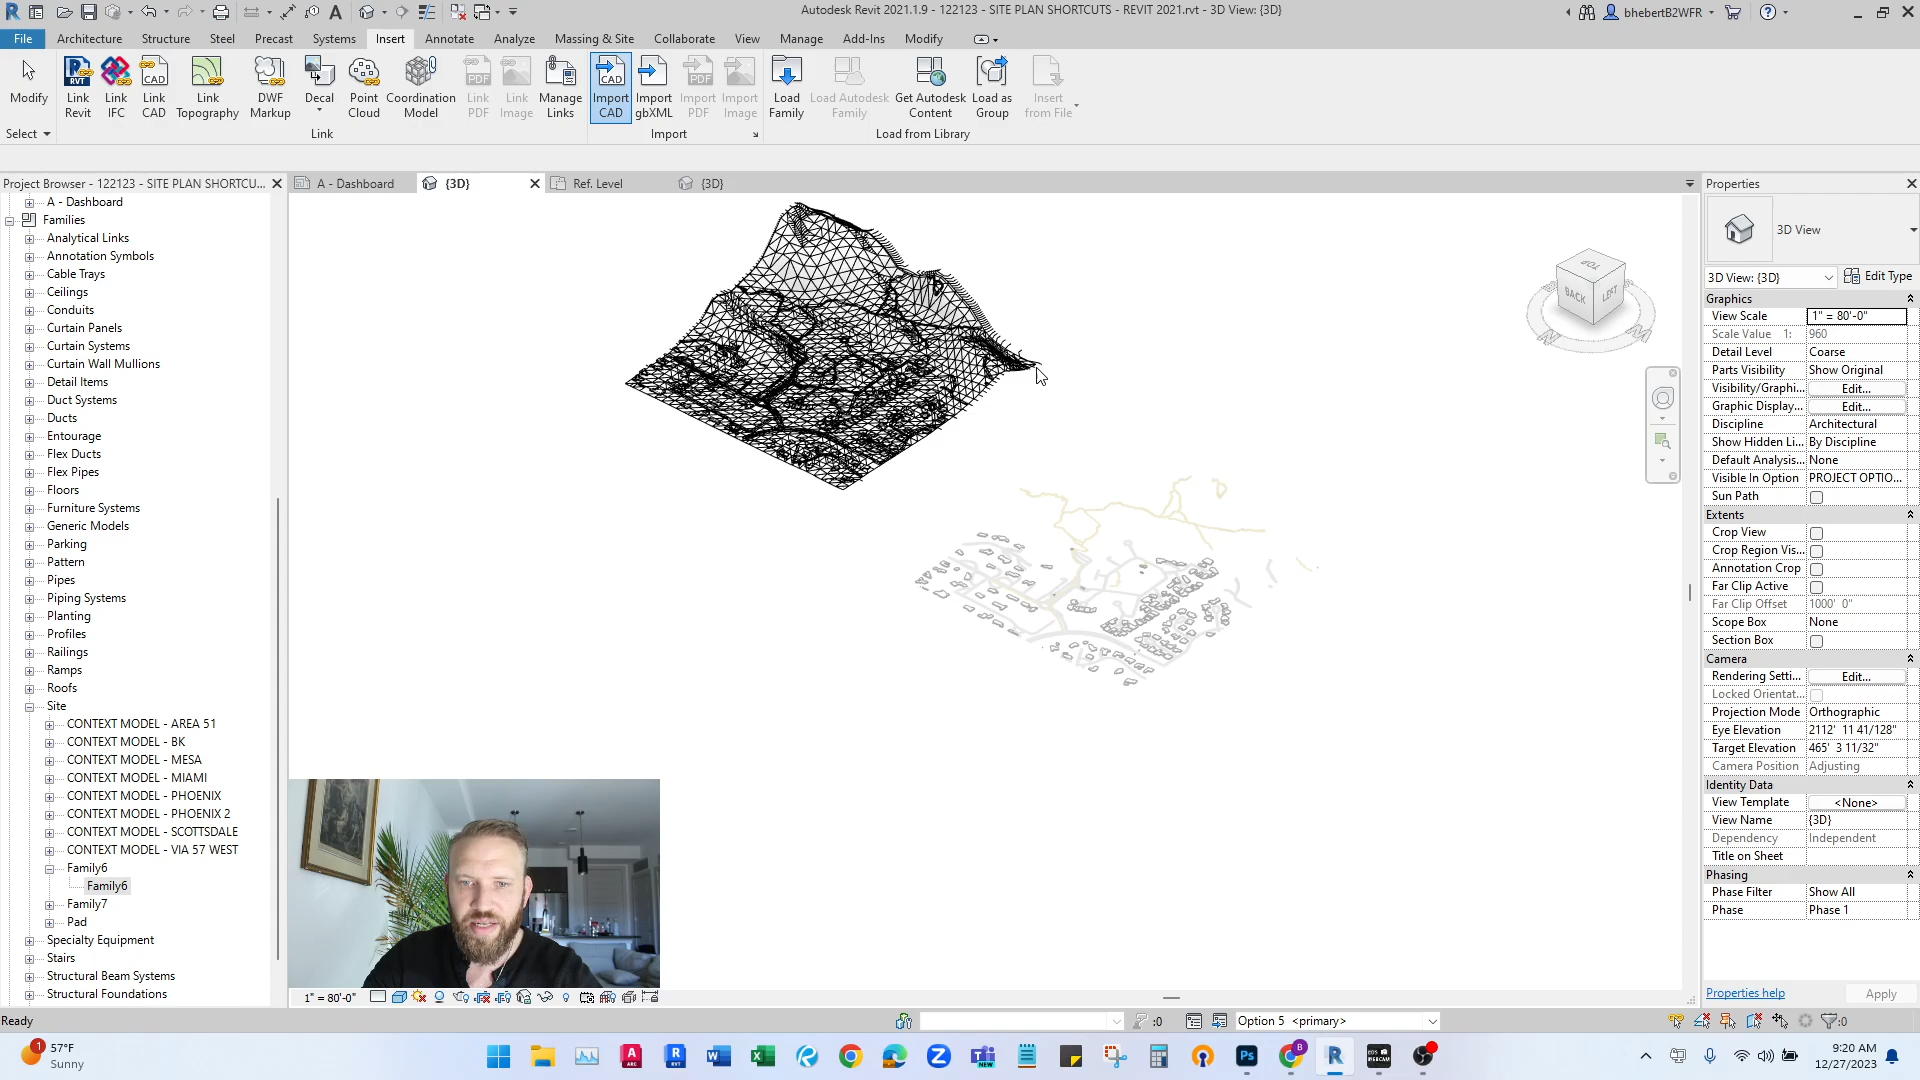 Autodesk Revit 2021.1.9 - 122123 - SITE PLAN SHORTCUTS - REVIT 2021.rvt - 3D View: {3D}
bhebertB2WFR
File Architecture Structure Steel Precast Systems Insert Annotate Analyze Massing & Site Collaborate View Manage Add-Ins Modify
Modify
Link Revit
Link IFC
Link CAD
Link Topography
DWF Markup
Decal
Point Cloud
Coordination Model
Link PDF
Link Image
Manage Links
Import CAD
Import gbXML
Import PDF
Import Image
Load Family
Load Autodesk Family
Get Autodesk Content
Load as Group
Insert from File
Select
Link
Import
Load from Library
Project Browser - 122123 - SITE PLAN SHORTCU...
A - Dashboard
{3D}
Ref. Level
{3D}
A - Dashboard
Families
Analytical Links
Annotation Symbols
Cable Trays
Ceilings
Conduits
Curtain Panels
Curtain Systems
Curtain Wall Mullions
Detail Items
Duct Systems
Ducts
Entourage
Flex Ducts
Flex Pipes
Floors
Furniture Systems
Generic Models
Parking
Pattern
Pipes
Piping Systems
Planting
Profiles
Railings
Ramps
Roofs
Site
CONTEXT MODEL - AREA 51
CONTEXT MODEL - BK
CONTEXT MODEL - MESA
CONTEXT MODEL - MIAMI
CONTEXT MODEL - PHOENIX
CONTEXT MODEL - PHOENIX 2
CONTEXT MODEL - SCOTTSDALE
CONTEXT MODEL - VIA 57 WEST
Family6
Family6
Family7
Pad
Specialty Equipment
Stairs
Structural Beam Systems
Structural Foundations
TOP
BACK
LEFT
Properties
3D View
3D View: {3D}
Edit Type
Graphics
View Scale 1" = 80'-0"
Scale Value 1: 960
Detail Level Coarse
Parts Visibility Show Original
Visibility/Graphi... Edit...
Graphic Display... Edit...
Discipline Architectural
Show Hidden Li... By Discipline
Default Analysis... None
Visible In Option PROJECT OPTIO...
Sun Path
Extents
Crop View
Crop Region Vis...
Annotation Crop
Far Clip Active
Far Clip Offset 1000' 0"
Scope Box None
Section Box
Camera
Rendering Setti... Edit...
Locked Orientat...
Projection Mode Orthographic
Eye Elevation 2112' 11 41/128"
Target Elevation 465' 3 11/32"
Camera Position Adjusting
Identity Data
View Template <None>
View Name {3D}
Dependency Independent
Title on Sheet
Phasing
Phase Filter Show All
Phase Phase 1
Properties help
Apply
1" = 80'-0"
Ready
:0
Option 5 <primary>
:0
1
57°F
Sunny
9:20 AM
12/27/2023